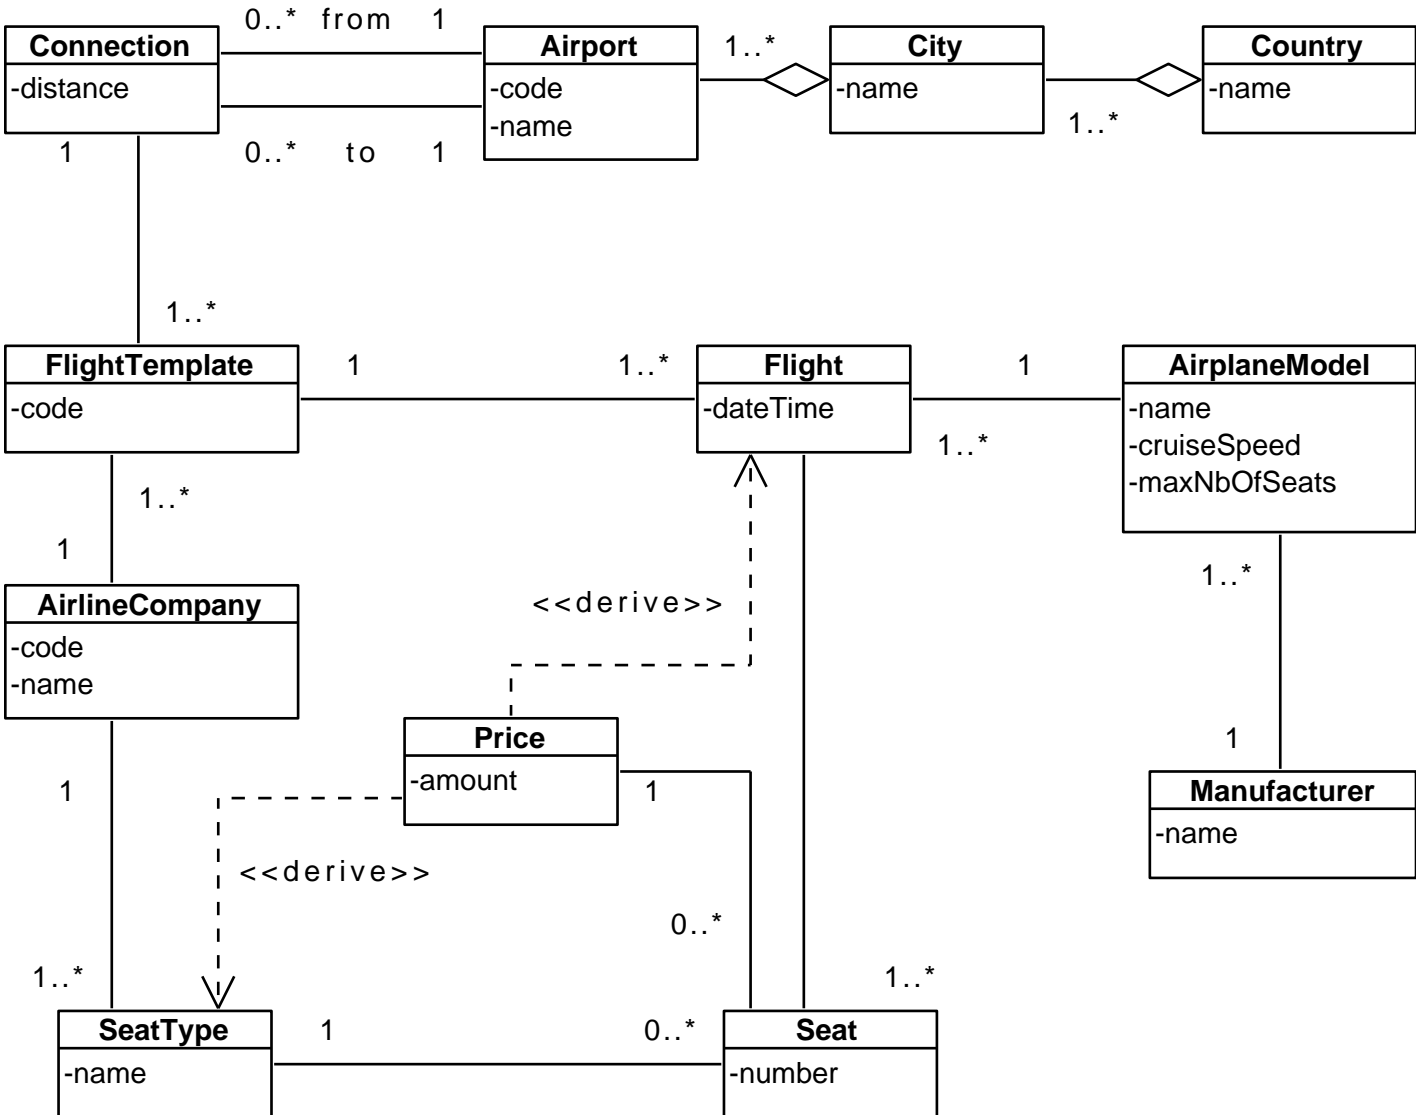 0..* from 1
Connection
-distance
Airport
-code
-name
1..*
City
-name
Country
-name
1..*
1
0..* to 1
1..*
FlightTemplate
-code
1
1..*
Flight
-dateTime
1
AirplaneModel
-name
-cruiseSpeed
-maxNbOfSeats
1..*
1..*
1
1..*
AirlineCompany
-code
-name
<<derive>>
Price
-amount
1
1
1
Manufacturer
-name
<<derive>>
0..*
1..*
1..*
SeatType
-name
1
0..*
Seat
-number